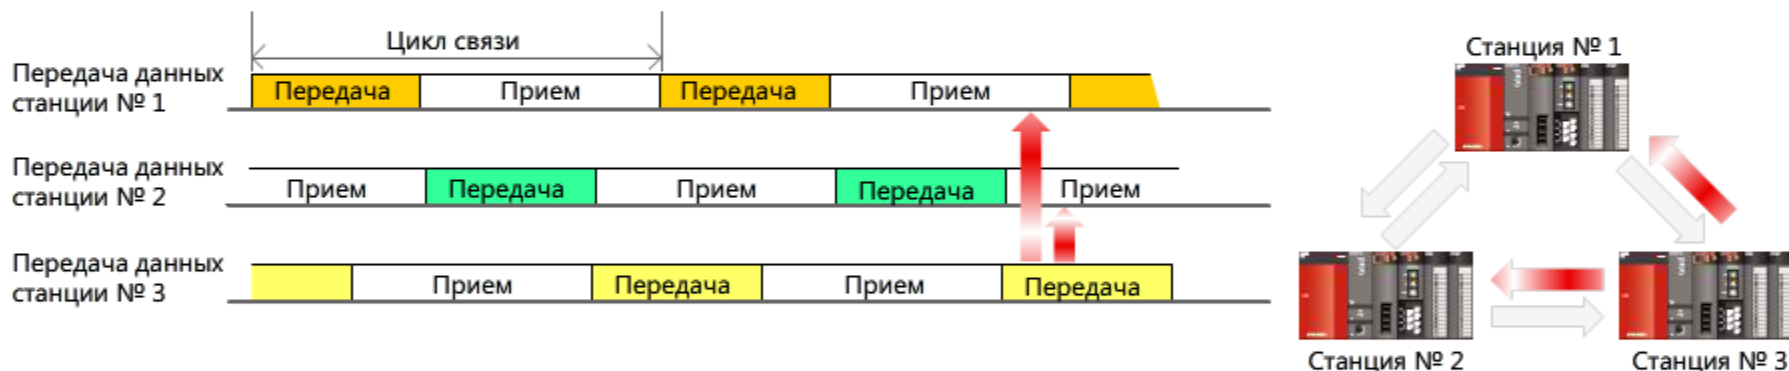 Цикл связи
Передача данных
станции № 1
Передача
Прием
Передача
Прием
Передача данных
станции № 2
Прием
Передача
Прием
Передача
Прием
Передача данных
станции № 3
Прием
Передача
Прием
Передача
Станция № 1
Станция № 2
Станция № 3